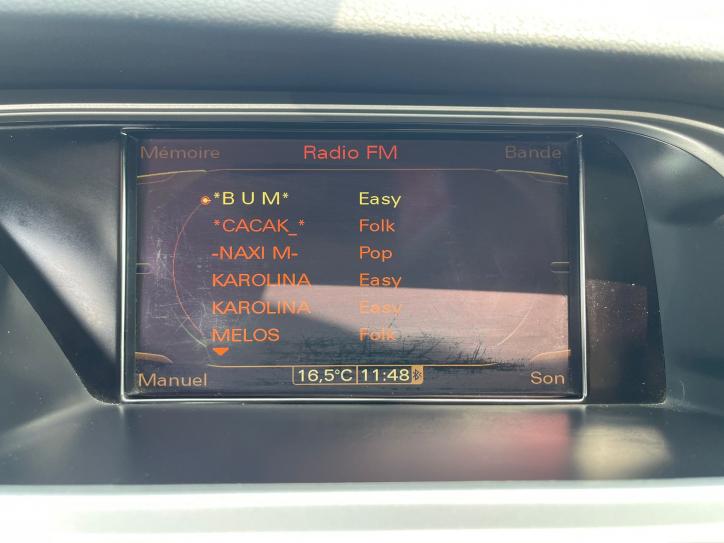 Mémoire Radio FM Bande
*B U M* Easy
*CACAK_* Folk
-NAXI M- Pop
KAROLINA Easy
KAROLINA Easy
MELOS Folk
Manuel 16,5°C 11:48 Son